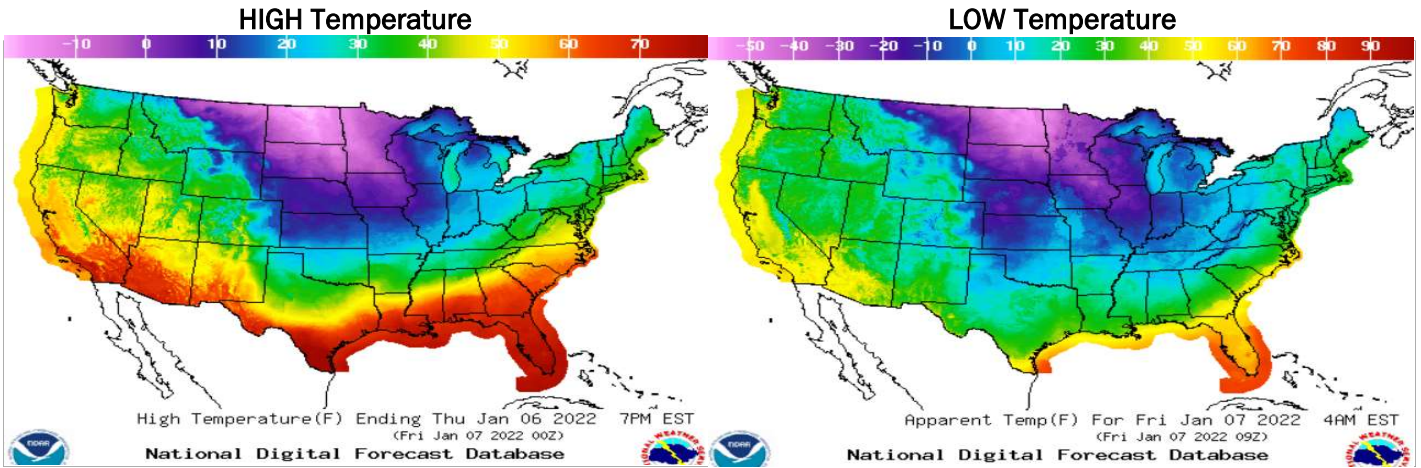 HIGH Temperature
-10 0 10 20 30 40 50 60 70
High Temperature(F) Ending Thu Jan 06 2022 7PM EST
(Fri Jan 07 2022 00Z)
NOAA
National Digital Forecast Database
LOW Temperature
-50 -40 -30 -20 -10 0 10 20 30 40 50 60 70 80 90
Apparent Temp(F) For Fri Jan 07 2022 4AM EST
(Fri Jan 07 2022 09Z)
NOAA
National Digital Forecast Database